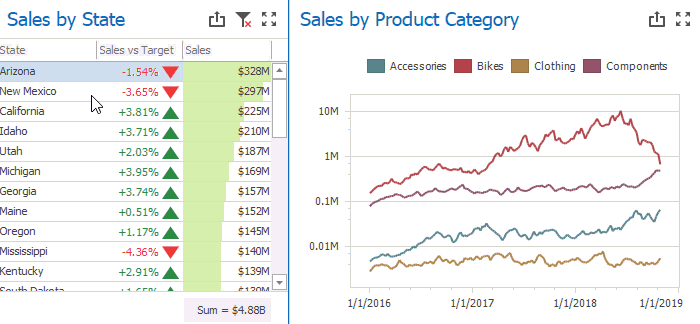 Sales by State
State Sales vs Target Sales
Arizona -1.54% $328M
New Mexico -3.65% $297M
California +3.81% $225M
Idaho +3.71% $210M
Utah +2.03% $187M
Michigan +3.95% $169M
Georgia +3.74% $157M
Maine +0.51% $152M
Oregon +1.17% $145M
Mississippi -4.36% $140M
Kentucky +2.91% $139M
South Dakota +1.65% $139M
Sum = $4.88B
Sales by Product Category
Accessories Bikes Clothing Components
10M
1M
0.1M
0.01M
1/1/2016 1/1/2017 1/1/2018 1/1/2019